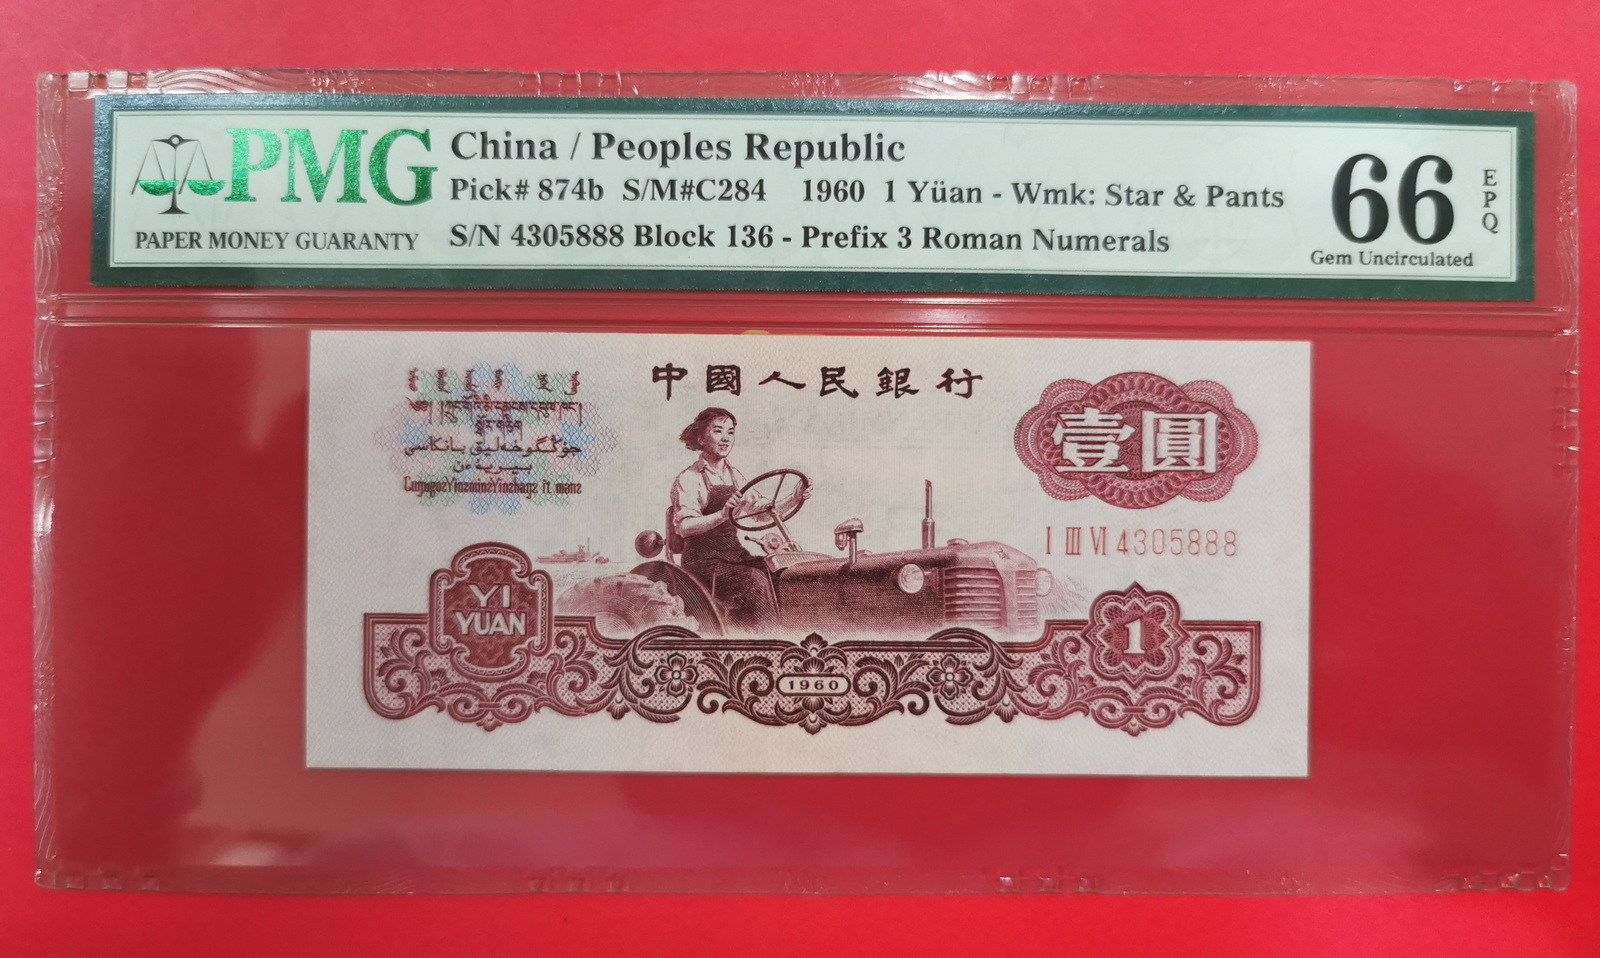 PMG
PAPER MONEY GUARANTY
China / Peoples Republic
Pick# 874b S/M#C284 1960 1 Yüan - Wmk: Star & Pants
S/N 4305888 Block 136 - Prefix 3 Roman Numerals
66
EPQ
Gem Uncirculated
中國人民銀行
壹圓
I III VI 4305888
YI
YUAN
1960
1